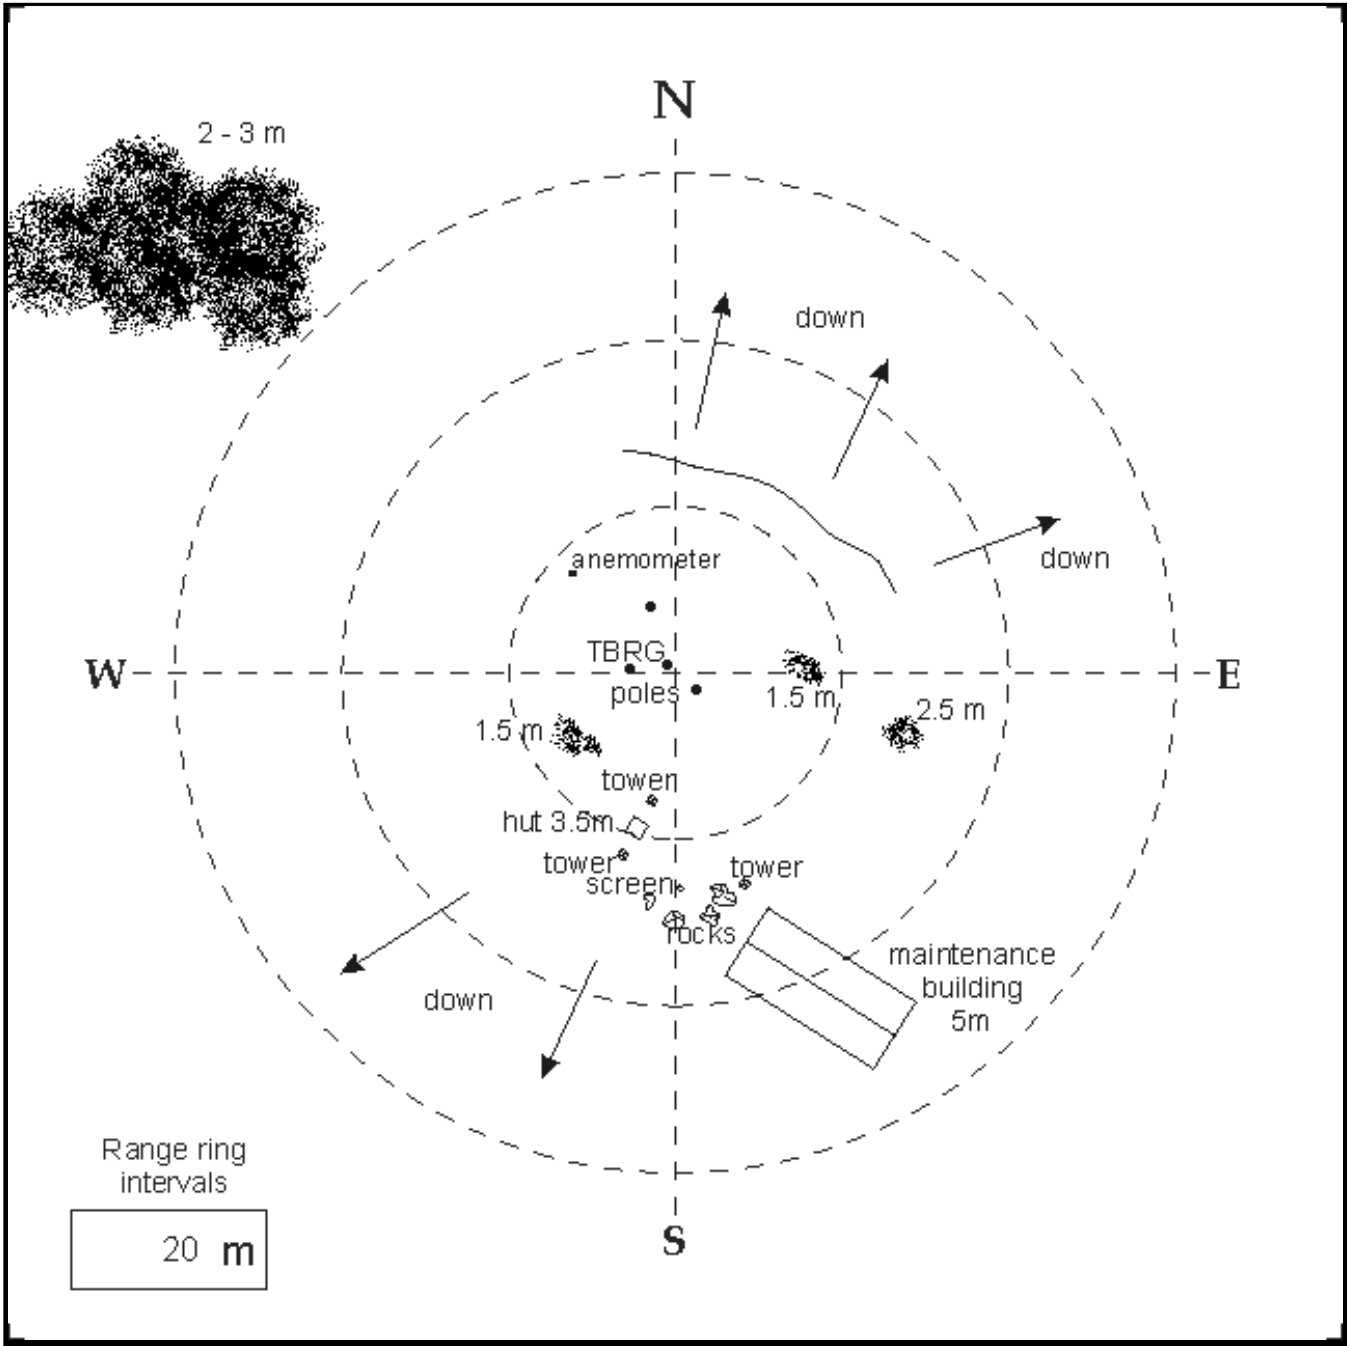 N
2 - 3 m
down
anemometer
down
TBRG
W
E
poles
1.5 m
2.5 m
1.5 m
tower
hut 3.5m
tower
tower
screen
rocks
maintenance
building
5m
down
Range ring
intervals
20 m
S